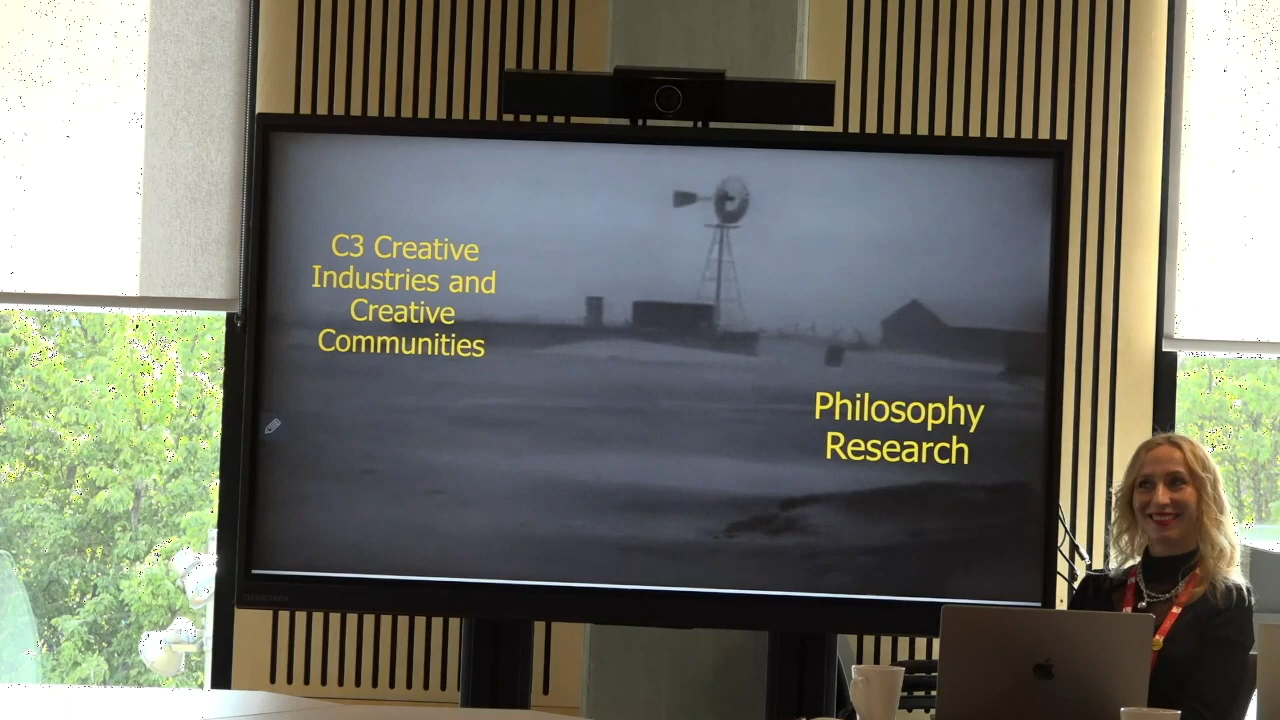 C3 Creative
Industries and
Creative
Communities
Philosophy
Research